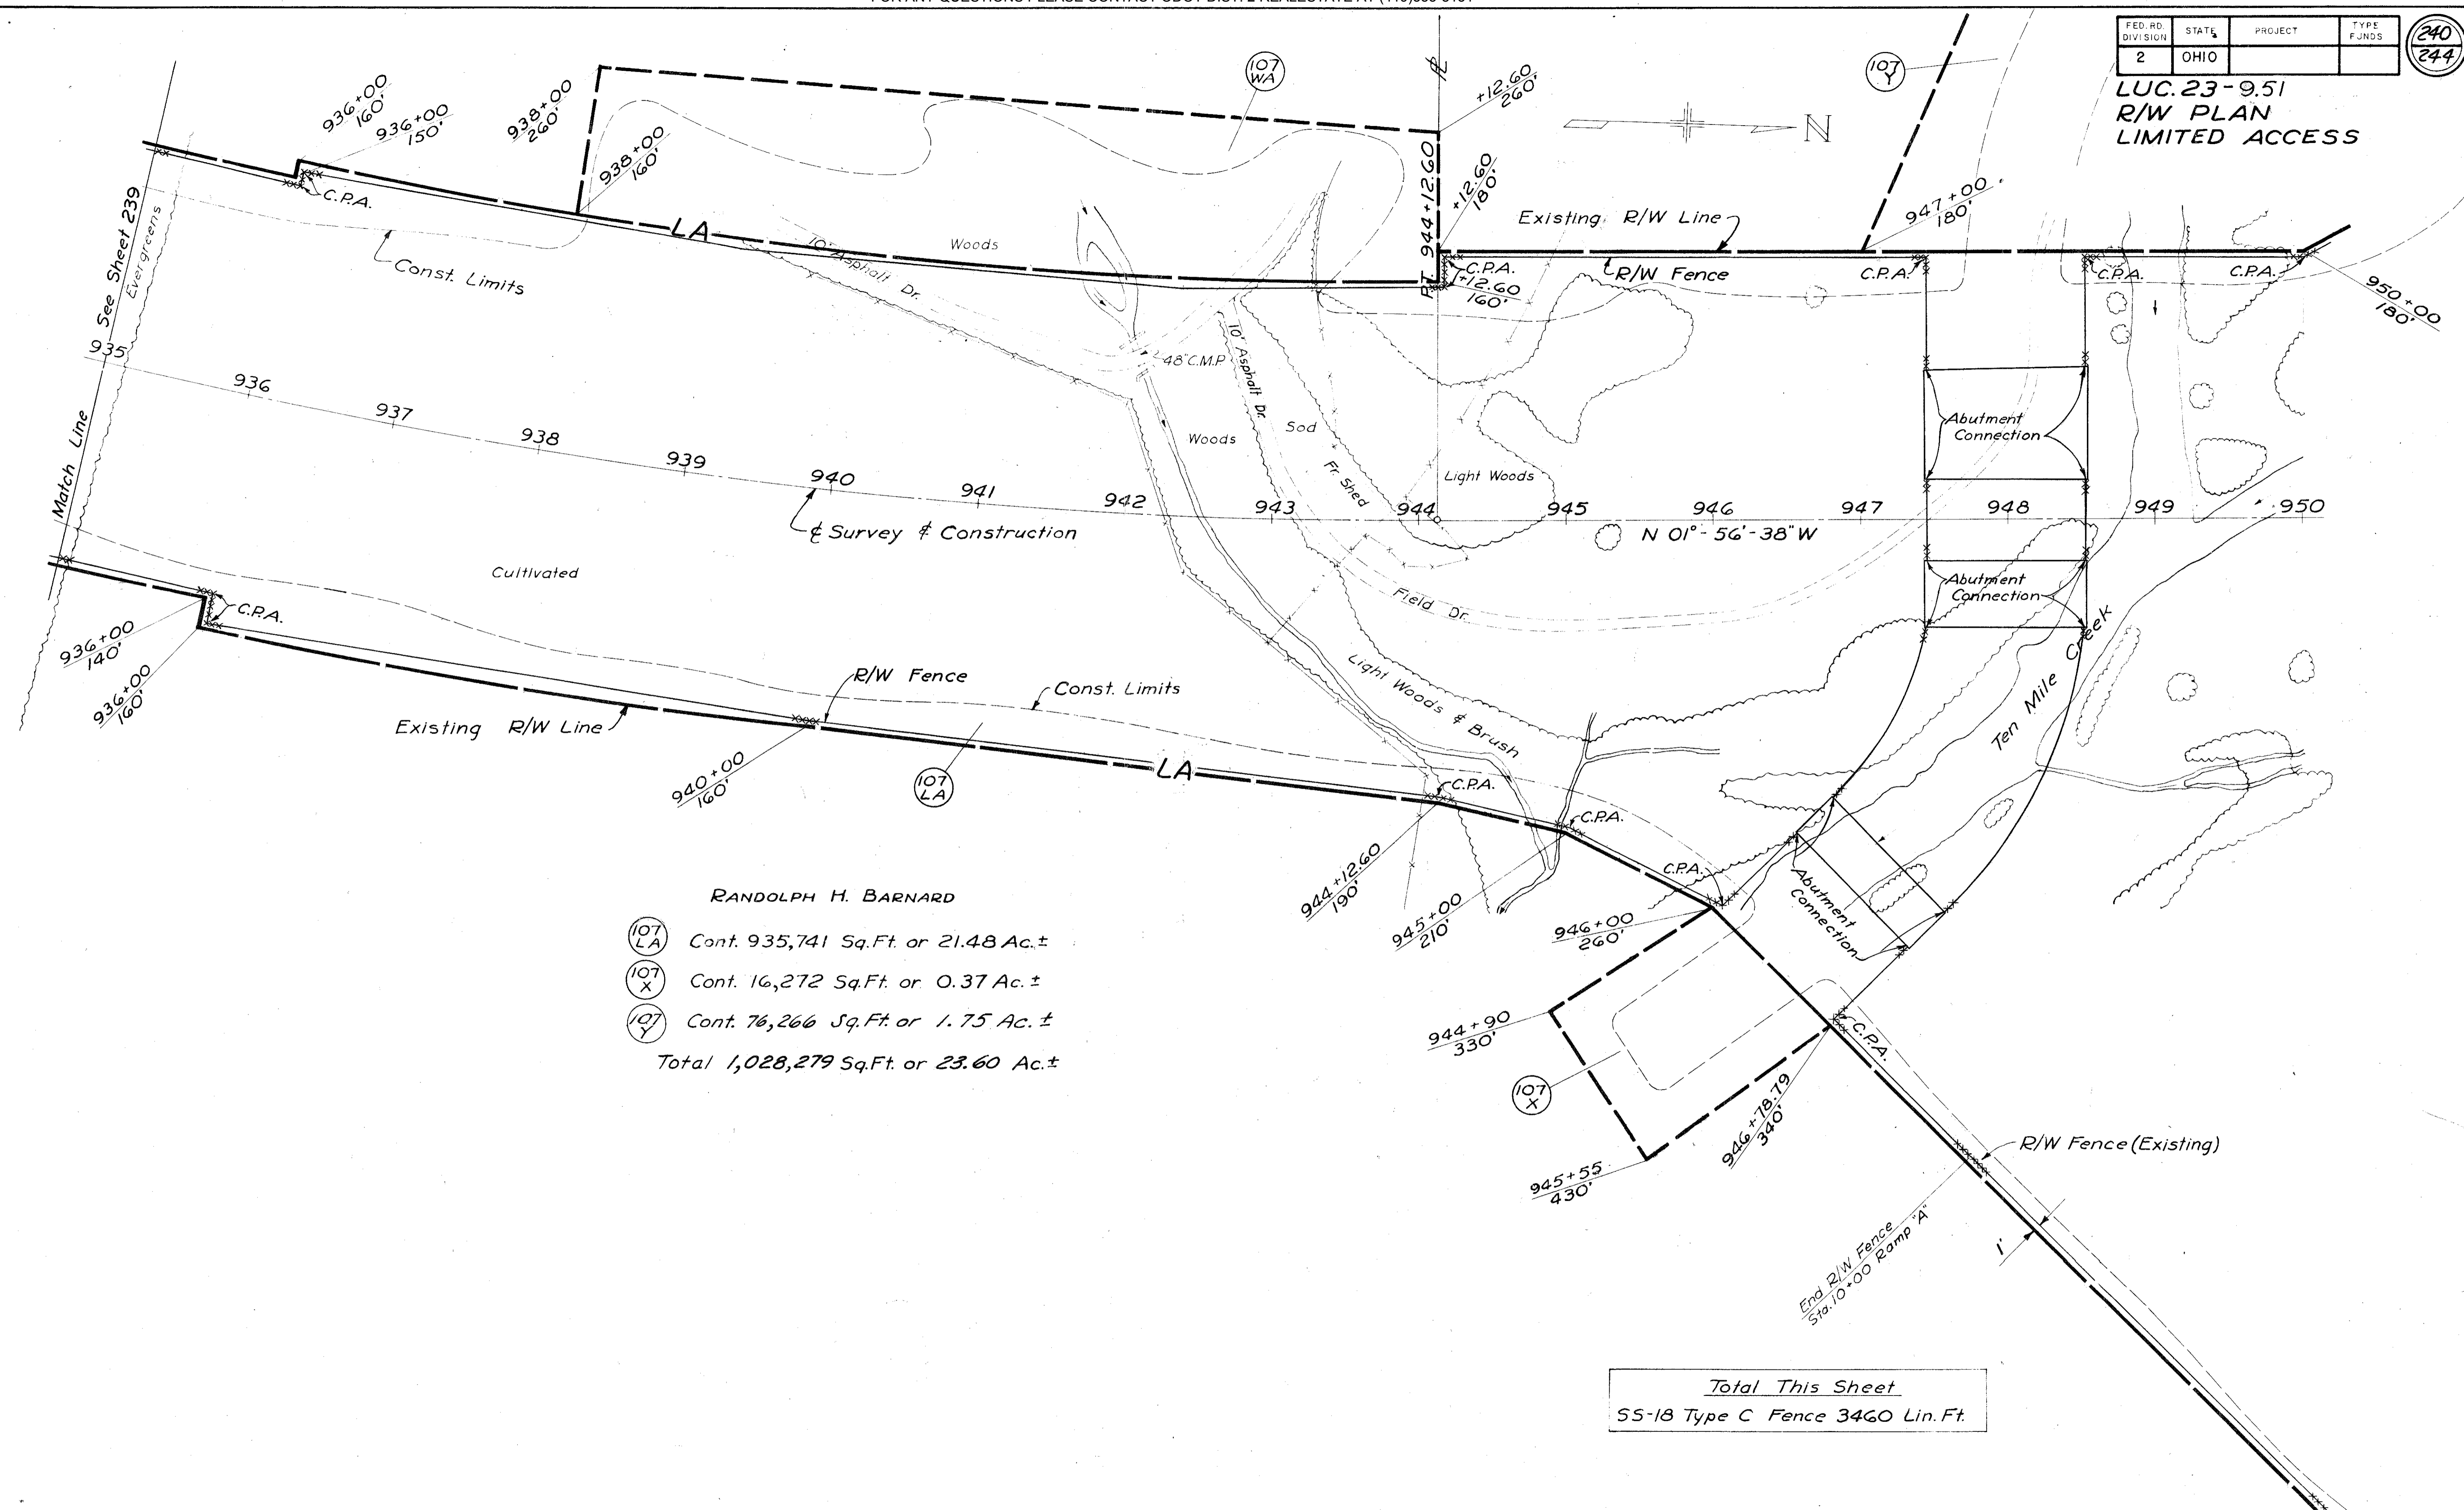 FED. RD. DIVISION STATE PROJECT TYPE FUNDS
2 OHIO
240
244
LUC. 23-9.51
R/W PLAN
LIMITED ACCESS
936+00
160'
936+00
150'
938+00
260'
938+00
160'
107
WA
+12.60
260'
107
Y
N
P.T. 944+12.60
+12.60
180'
Existing R/W Line
947+00
180'
See Sheet 239
Evergreens
C.P.A.
Const. Limits
LA
10' Asphalt Dr.
Woods
C.P.A.
+12.60
160'
R/W Fence
C.P.A.
C.P.A.
C.P.A.
950+00
180'
48" C.M.P.
10' Asphalt Dr.
Match Line
935
936
937
938
939
940
941
942
943
944
945
946
947
948
949
950
Woods
Sod
Fr. Shed
Light Woods
Abutment
Connection
₵ Survey & Construction
N 01°-56'-38" W
Cultivated
Abutment
Connection
Field Dr.
C.P.A.
936+00
140'
936+00
160'
Ten Mile Creek
Light Woods & Brush
R/W Fence
Const. Limits
Existing R/W Line
940+00
160'
107
LA
LA
C.P.A.
C.P.A.
C.P.A.
944+12.60
190'
945+00
210'
946+00
260'
Abutment
Connection
RANDOLPH H. BARNARD
107
LA
Cont. 935,741 Sq.Ft. or 21.48 Ac.±
107
X
Cont. 16,272 Sq.Ft. or 0.37 Ac.±
107
Y
Cont. 76,266 Sq.Ft. or 1.75 Ac.±
Total 1,028,279 Sq.Ft. or 23.60 Ac.±
944+90
330'
C.P.A.
107
X
946+78.79
340'
945+55
430'
R/W Fence (Existing)
End R/W Fence
Sta. 10+00 Ramp "A"
1'
Total This Sheet
SS-18 Type C Fence 3460 Lin. Ft.